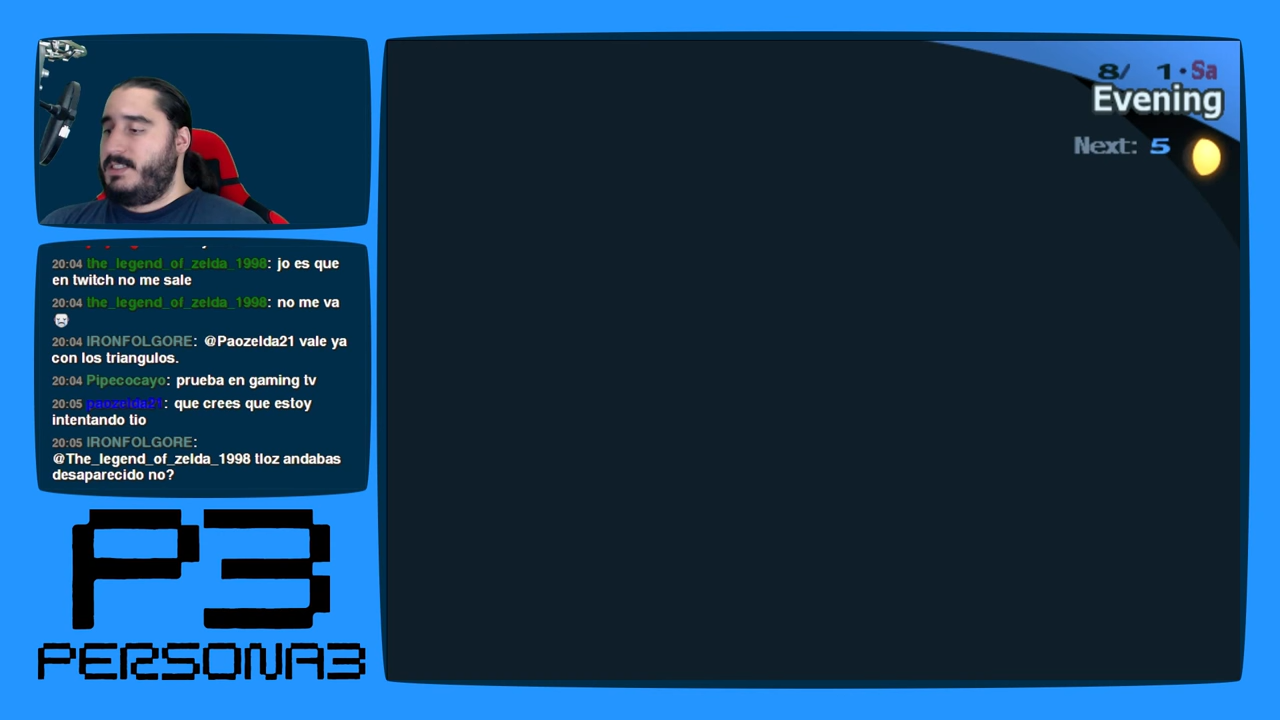 8/ 1・Sa
Evening
Next: 5
20:04 the_legend_of_zelda_1998: jo es que
en twitch no me sale
20:04 the_legend_of_zelda_1998: no me va
20:04 IRONFOLGORE: @Paozelda21 vale ya
con los triangulos.
20:04 Pipecocayo: prueba en gaming tv
20:05 paozelda21: que crees que estoy
intentando tio
20:05 IRONFOLGORE:
@The_legend_of_zelda_1998 tloz andabas
desaparecido no?
P3
PERSONA3